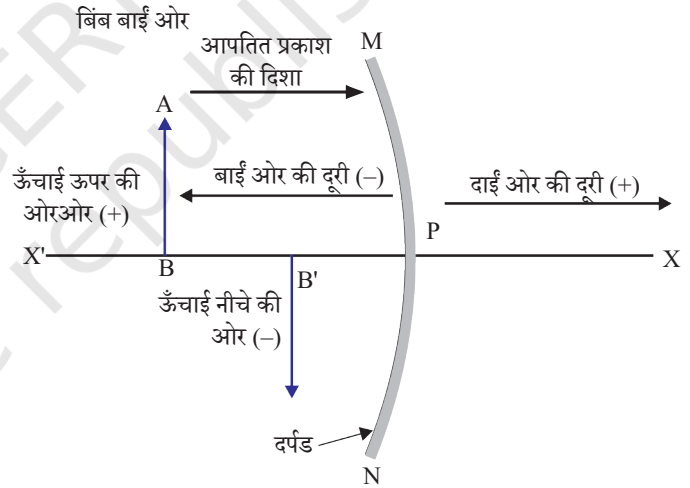 बिंब बाईं ओर
आपतित प्रकाश
की दिशा
M
A
ऊँचाई ऊपर की
ओरओर (+)
बाईं ओर की दूरी (–)
दाईं ओर की दूरी (+)
P
X'
B
B'
X
ऊँचाई नीचे की
ओर (–)
दर्पड
N